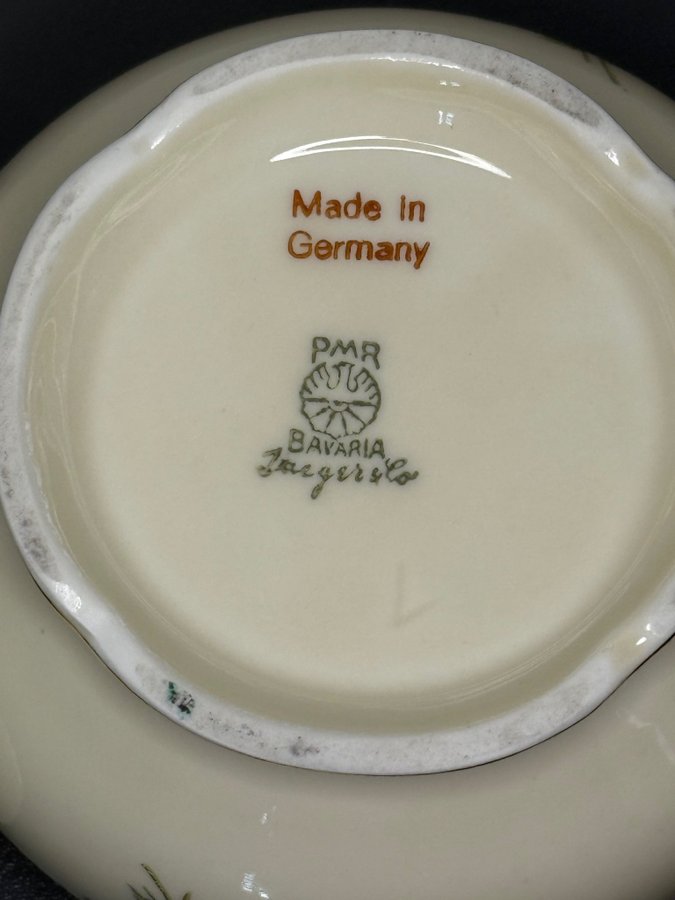 Made in
Germany
PMR
BAVARIA
Jaeger & Co